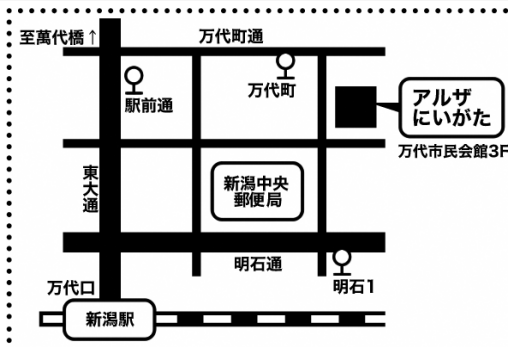 至萬代橋↑
万代町通
駅前通
万代町
アルザ
にいがた
万代市民会館3F
東大通
新潟中央
郵便局
明石通
万代口
明石1
新潟駅